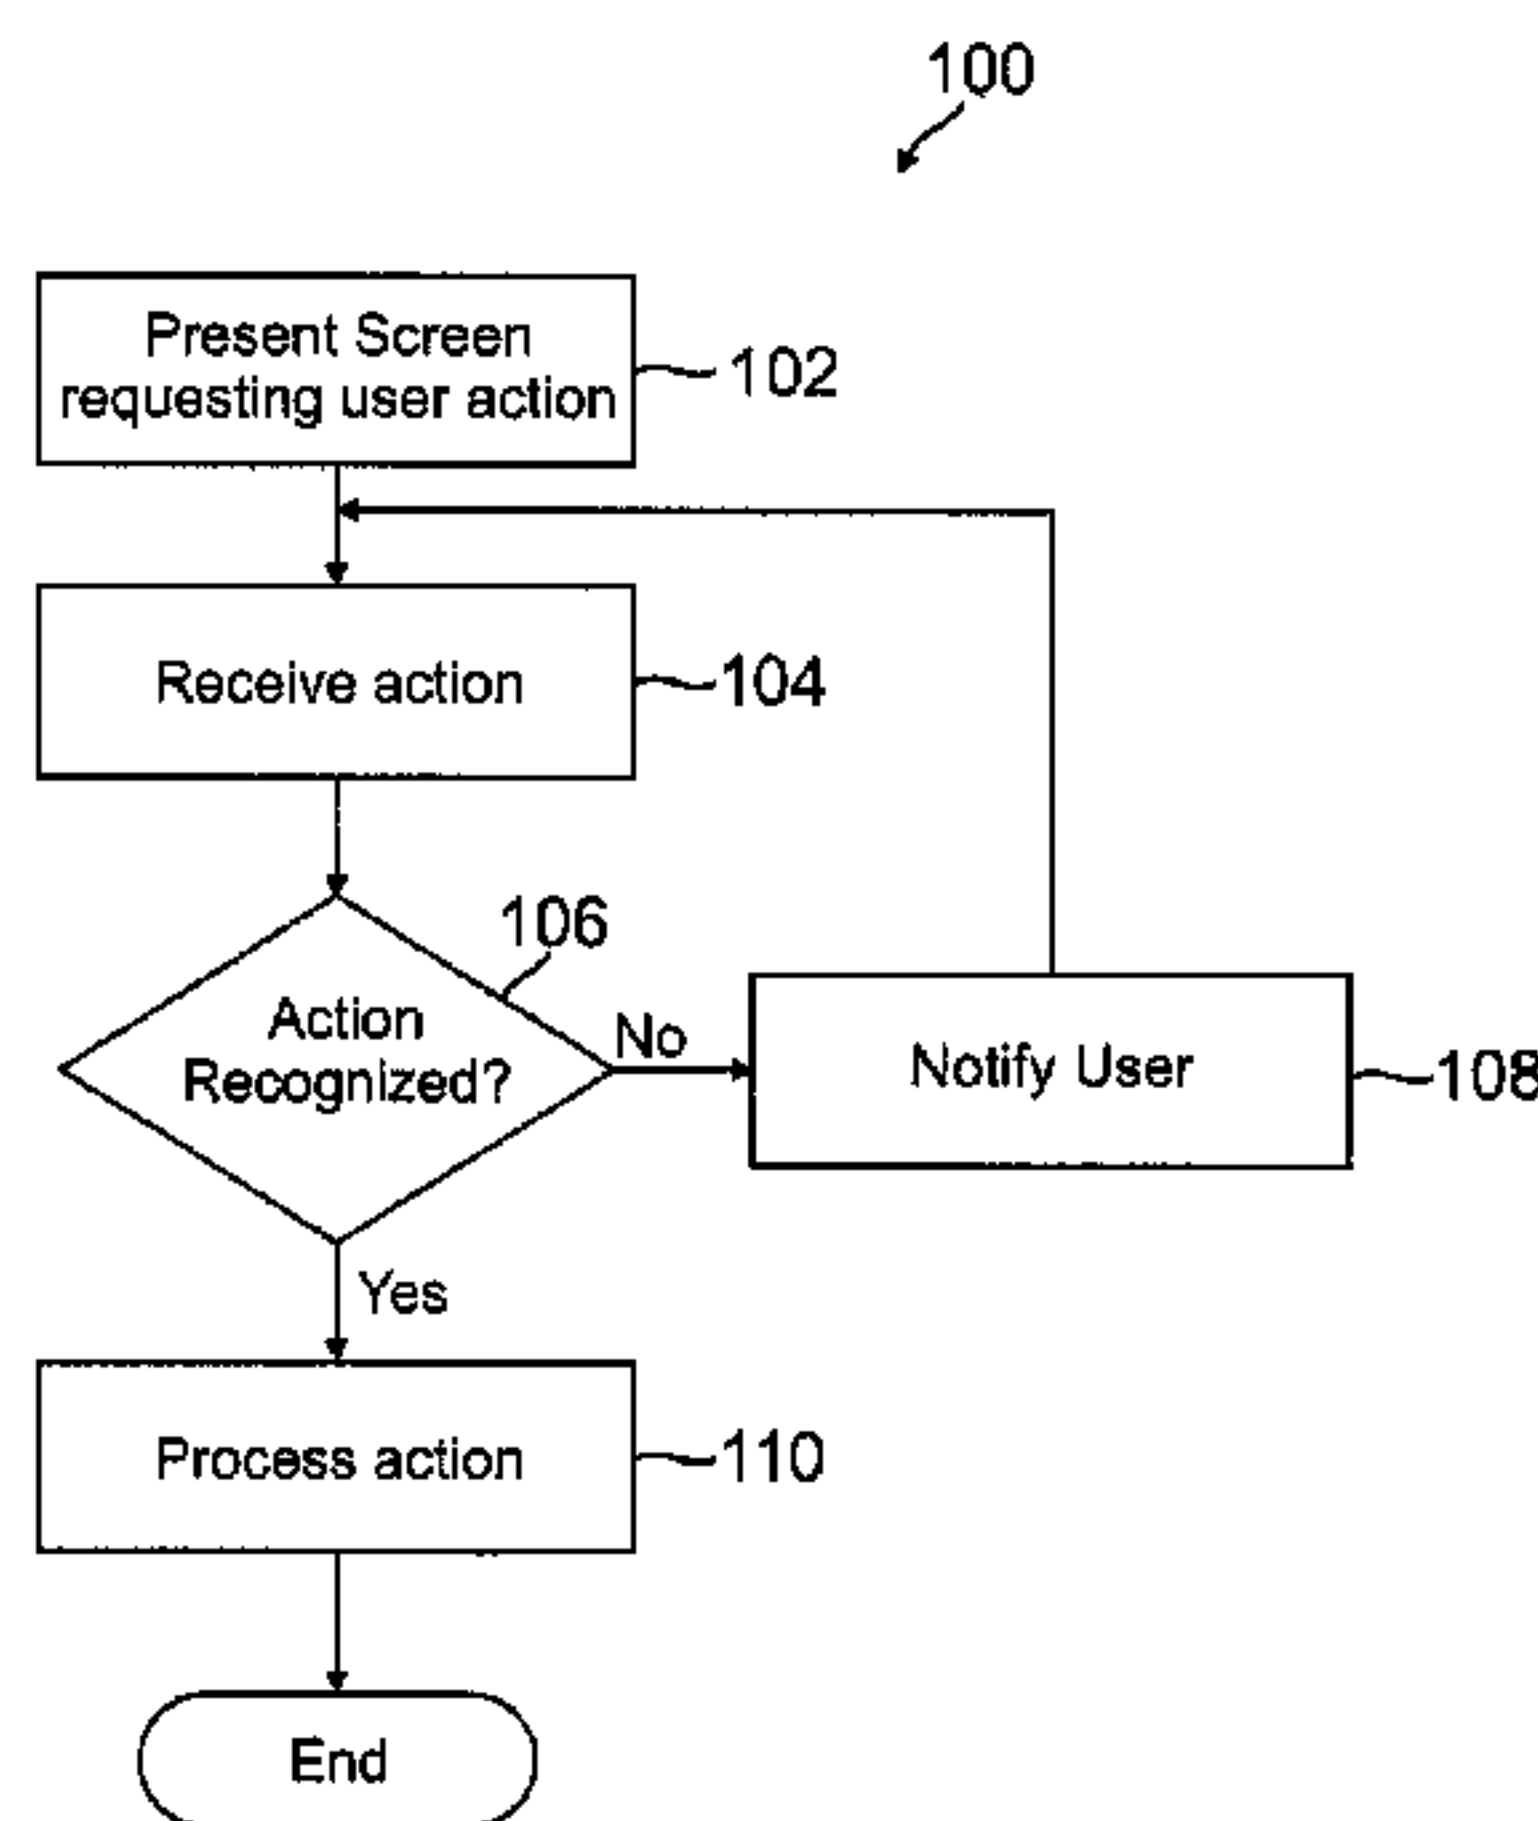 100
Present Screen
requesting user action
102
Receive action
104
106
Action
Recognized?
No
Notify User
108
Yes
Process action
110
End